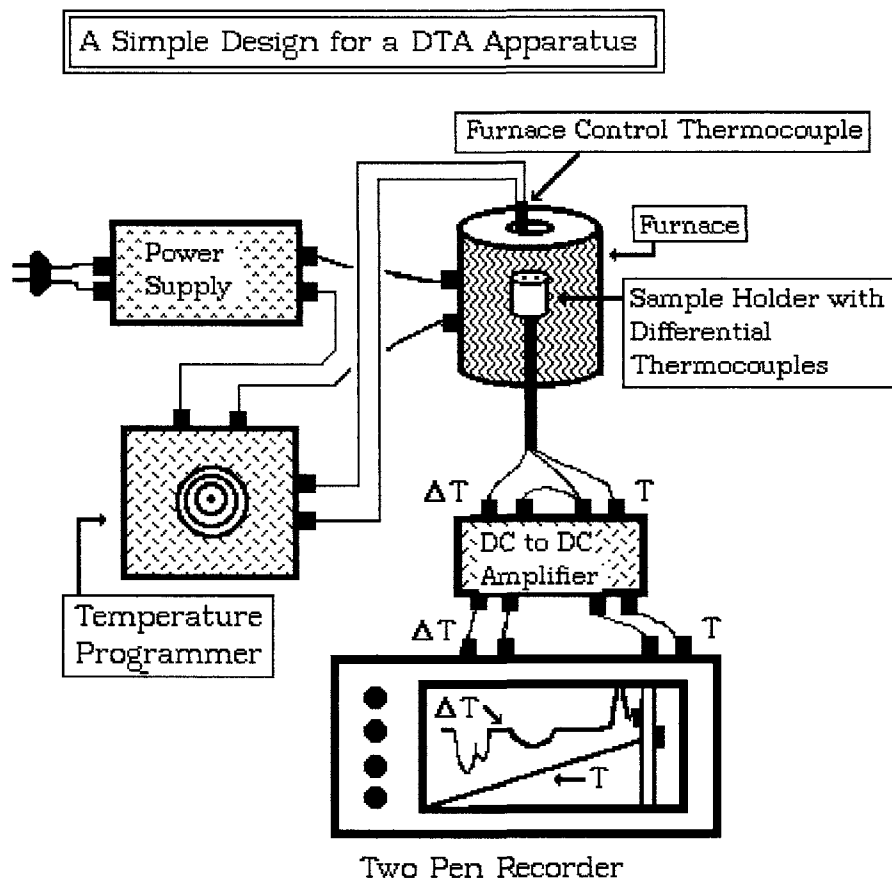 A Simple Design for a DTA Apparatus
Furnace Control Thermocouple
Furnace
Power
Supply
Sample Holder with
Differential
Thermocouples
ΔT
T
DC to DC
Amplifier
Temperature
Programmer
ΔT
T
ΔT
T
Two Pen Recorder